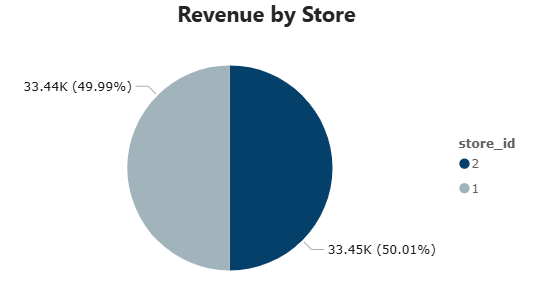 Revenue by Store
33.44K (49.99%)
store_id
2
1
33.45K (50.01%)